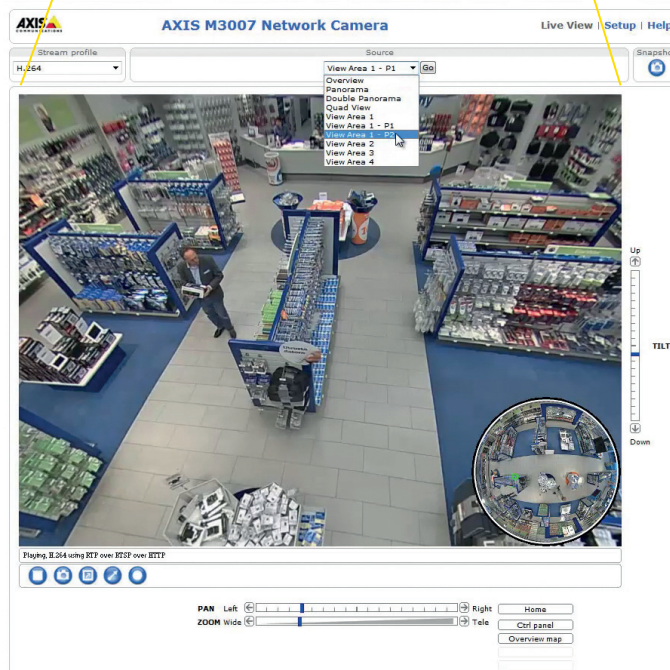 AXIS
COMMUNICATIONS
AXIS M3007 Network Camera
Live View | Setup | Help
Stream profile
Source
Snapsho
H.264
View Area 1 - P1
Go
Overview
Panorama
Double Panorama
Quad View
View Area 1
View Area 1 - P1
View Area 1 - P2
View Area 2
View Area 3
View Area 4
Up
TILT
Down
Playing, H.264 using RTP over RTSP over HTTP
PAN Left Right Home
ZOOM Wide Tele Ctrl panel
Overview map